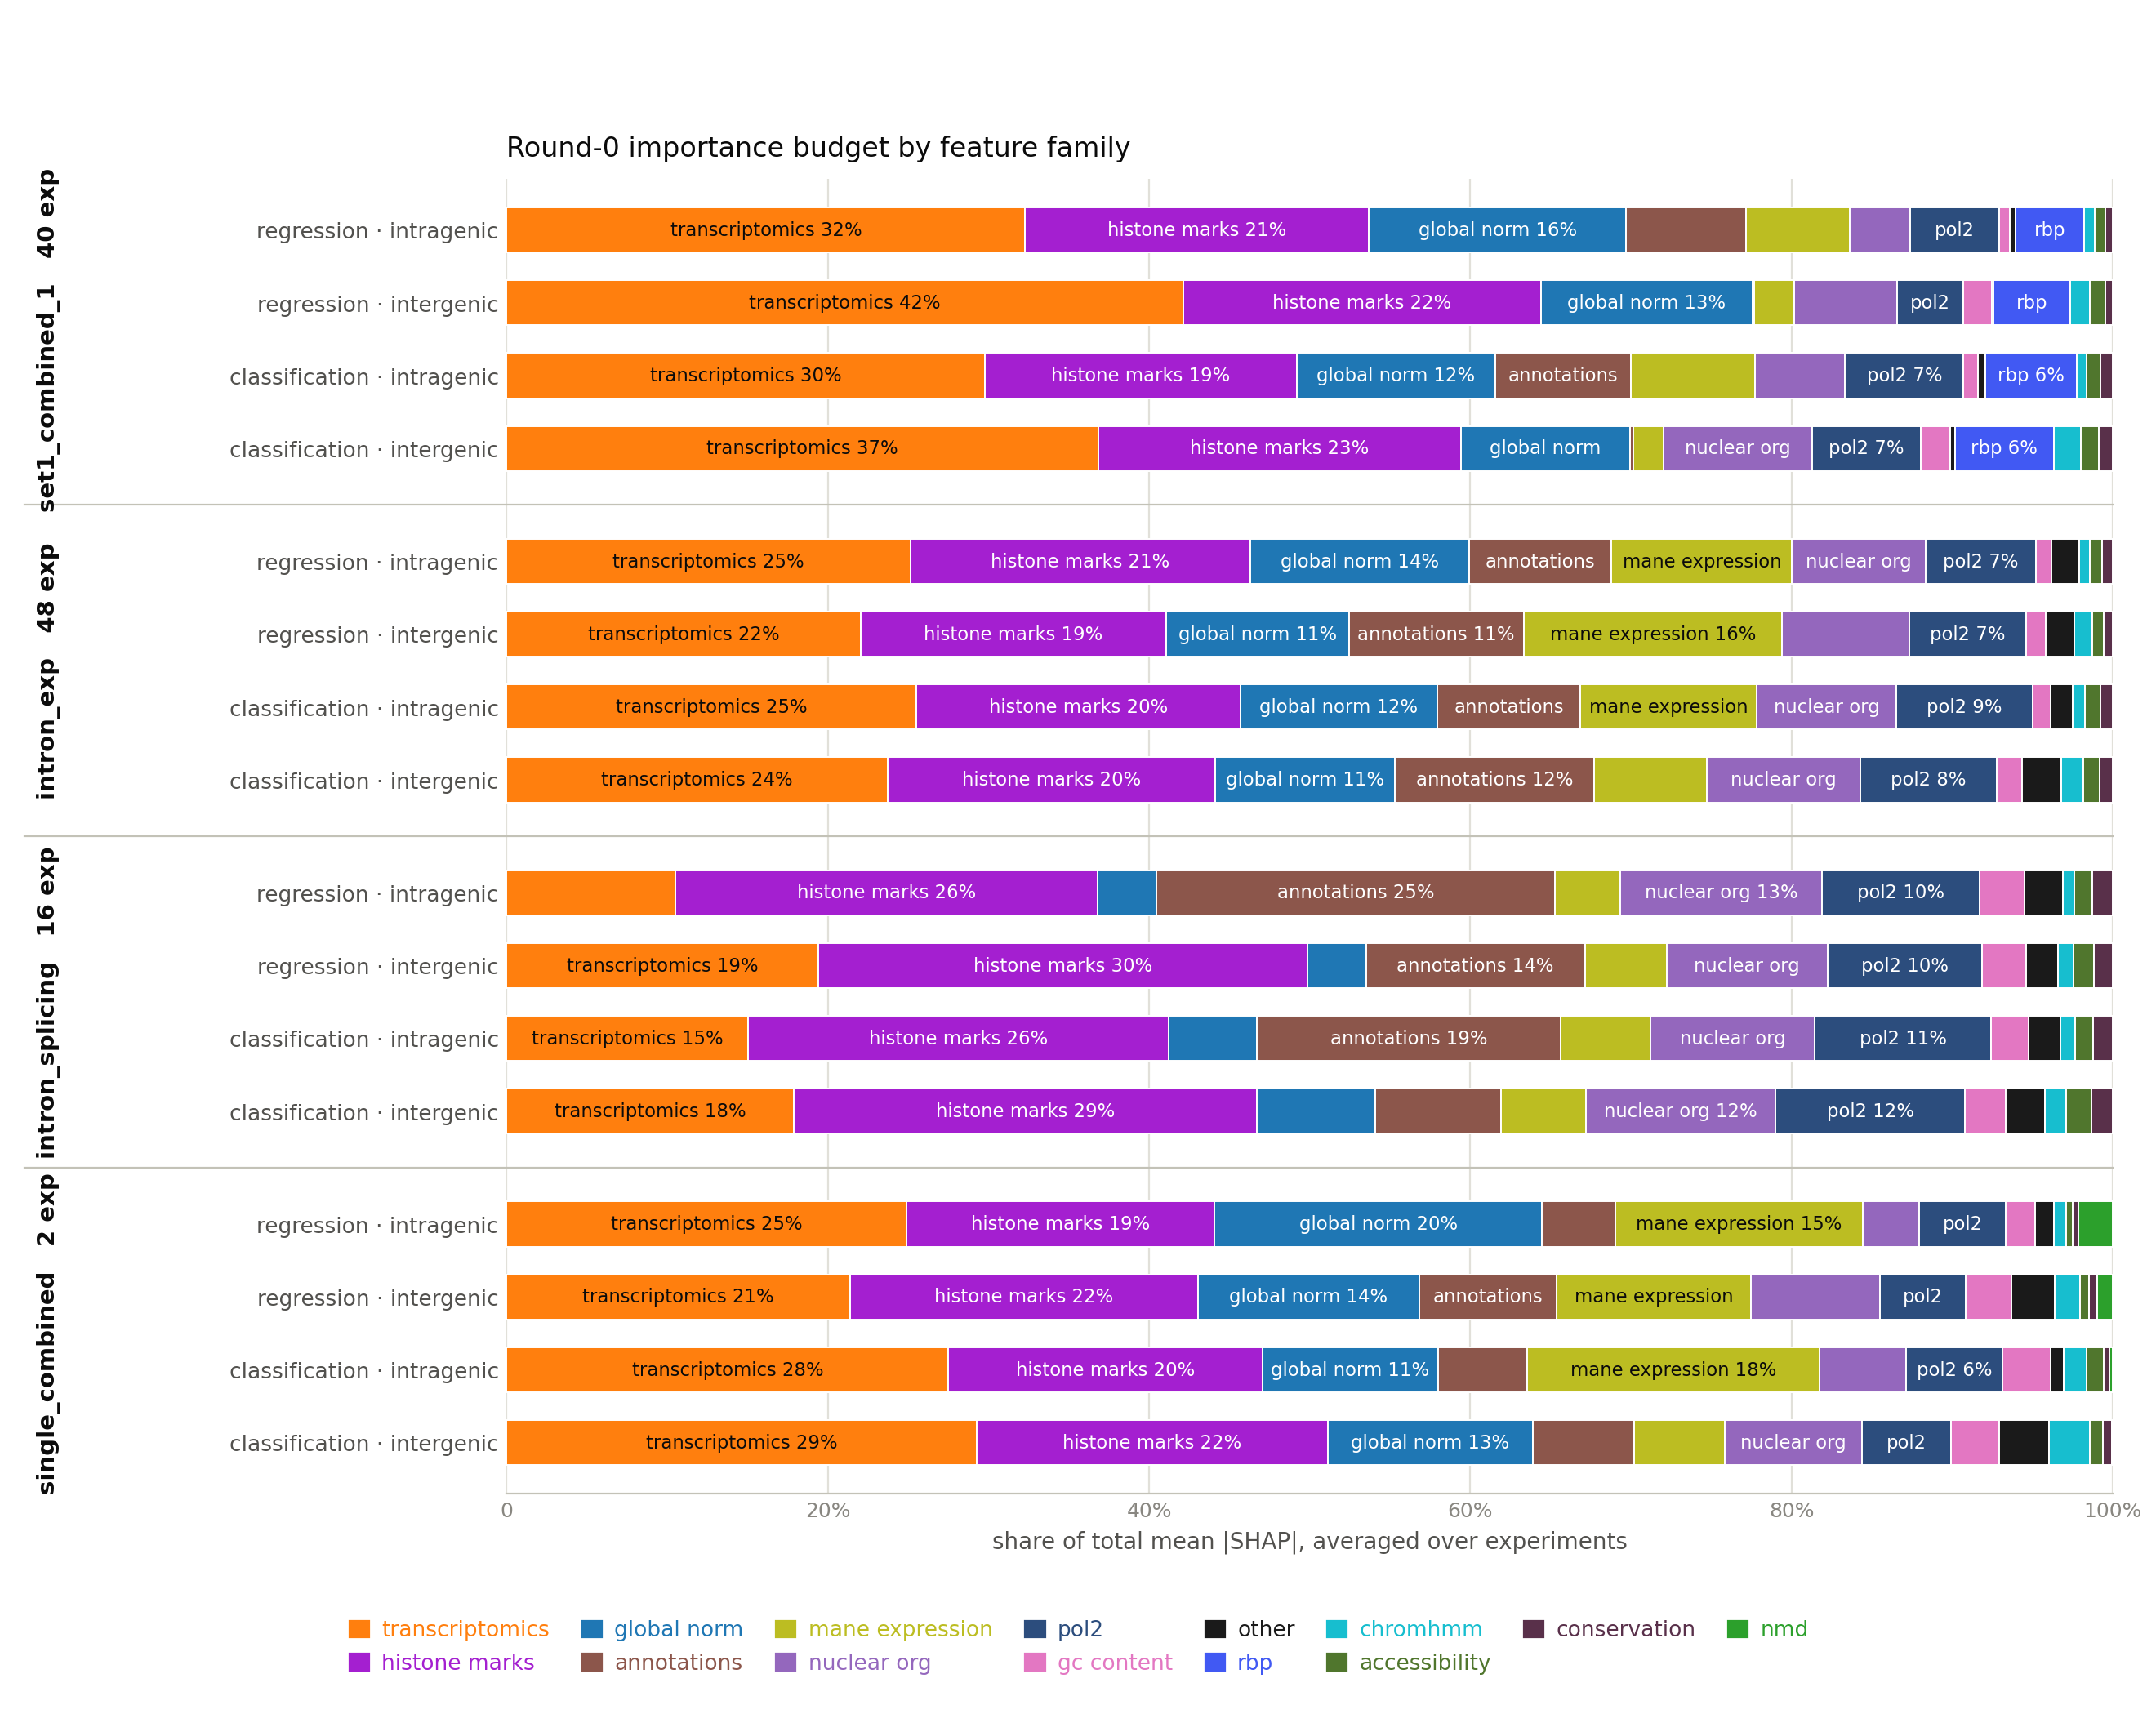 Round-0 importance budget by feature family
set1_combined_1 40 exp
regression · intragenic
transcriptomics 32% histone marks 21% global norm 16% pol2 rbp
regression · intergenic
transcriptomics 42% histone marks 22% global norm 13% pol2 rbp
classification · intragenic
transcriptomics 30% histone marks 19% global norm 12% annotations pol2 7% rbp 6%
classification · intergenic
transcriptomics 37% histone marks 23% global norm nuclear org pol2 7% rbp 6%
intron_exp 48 exp
regression · intragenic
transcriptomics 25% histone marks 21% global norm 14% annotations mane expression nuclear org pol2 7%
regression · intergenic
transcriptomics 22% histone marks 19% global norm 11% annotations 11% mane expression 16% pol2 7%
classification · intragenic
transcriptomics 25% histone marks 20% global norm 12% annotations mane expression nuclear org pol2 9%
classification · intergenic
transcriptomics 24% histone marks 20% global norm 11% annotations 12% nuclear org pol2 8%
intron_splicing 16 exp
regression · intragenic
histone marks 26% annotations 25% nuclear org 13% pol2 10%
regression · intergenic
transcriptomics 19% histone marks 30% annotations 14% nuclear org pol2 10%
classification · intragenic
transcriptomics 15% histone marks 26% annotations 19% nuclear org pol2 11%
classification · intergenic
transcriptomics 18% histone marks 29% nuclear org 12% pol2 12%
single_combined 2 exp
regression · intragenic
transcriptomics 25% histone marks 19% global norm 20% mane expression 15% pol2
regression · intergenic
transcriptomics 21% histone marks 22% global norm 14% annotations mane expression pol2
classification · intragenic
transcriptomics 28% histone marks 20% global norm 11% mane expression 18% pol2 6%
classification · intergenic
transcriptomics 29% histone marks 22% global norm 13% nuclear org pol2
0 20% 40% 60% 80% 100%
share of total mean |SHAP|, averaged over experiments
transcriptomics global norm mane expression pol2 other chromhmm conservation nmd
histone marks annotations nuclear org gc content rbp accessibility